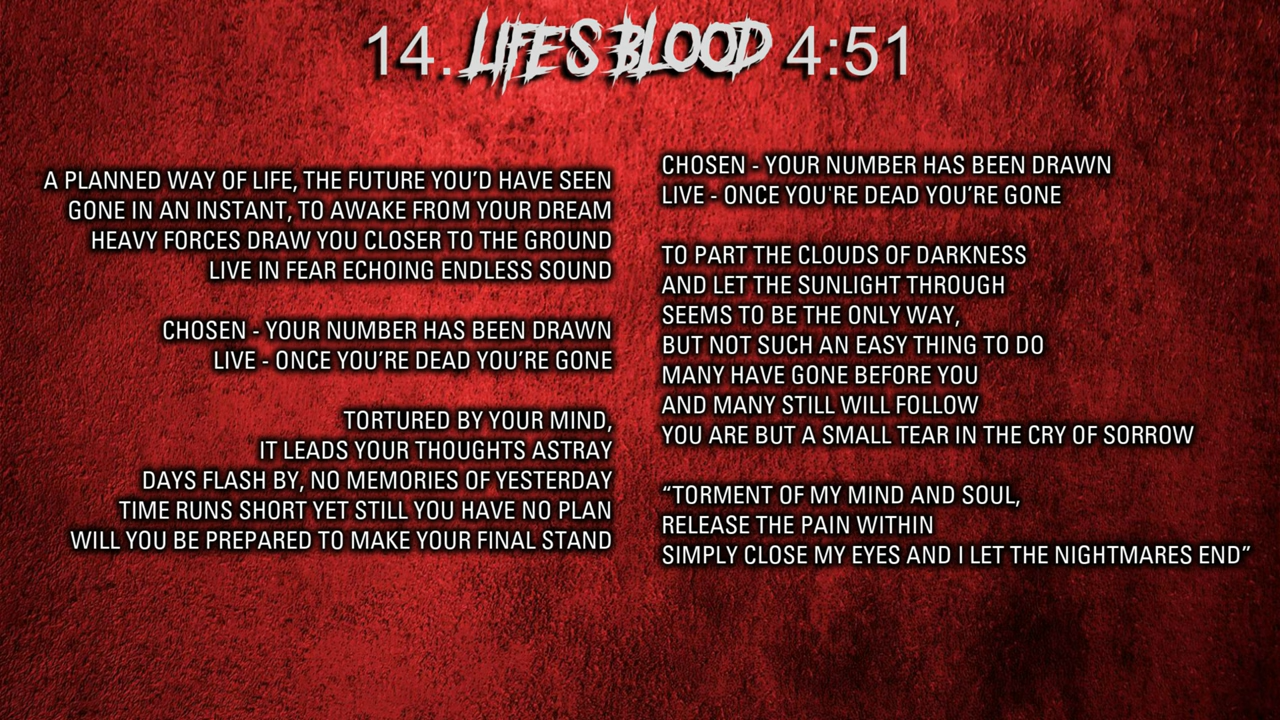 14. LIFE'S BLOOD 4:51
A PLANNED WAY OF LIFE, THE FUTURE YOU’D HAVE SEEN
GONE IN AN INSTANT, TO AWAKE FROM YOUR DREAM
HEAVY FORCES DRAW YOU CLOSER TO THE GROUND
LIVE IN FEAR ECHOING ENDLESS SOUND
CHOSEN - YOUR NUMBER HAS BEEN DRAWN
LIVE - ONCE YOU’RE DEAD YOU’RE GONE
TORTURED BY YOUR MIND,
IT LEADS YOUR THOUGHTS ASTRAY
DAYS FLASH BY, NO MEMORIES OF YESTERDAY
TIME RUNS SHORT YET STILL YOU HAVE NO PLAN
WILL YOU BE PREPARED TO MAKE YOUR FINAL STAND
CHOSEN - YOUR NUMBER HAS BEEN DRAWN
LIVE - ONCE YOU'RE DEAD YOU’RE GONE
TO PART THE CLOUDS OF DARKNESS
AND LET THE SUNLIGHT THROUGH
SEEMS TO BE THE ONLY WAY,
BUT NOT SUCH AN EASY THING TO DO
MANY HAVE GONE BEFORE YOU
AND MANY STILL WILL FOLLOW
YOU ARE BUT A SMALL TEAR IN THE CRY OF SORROW
“TORMENT OF MY MIND AND SOUL,
RELEASE THE PAIN WITHIN
SIMPLY CLOSE MY EYES AND I LET THE NIGHTMARES END”